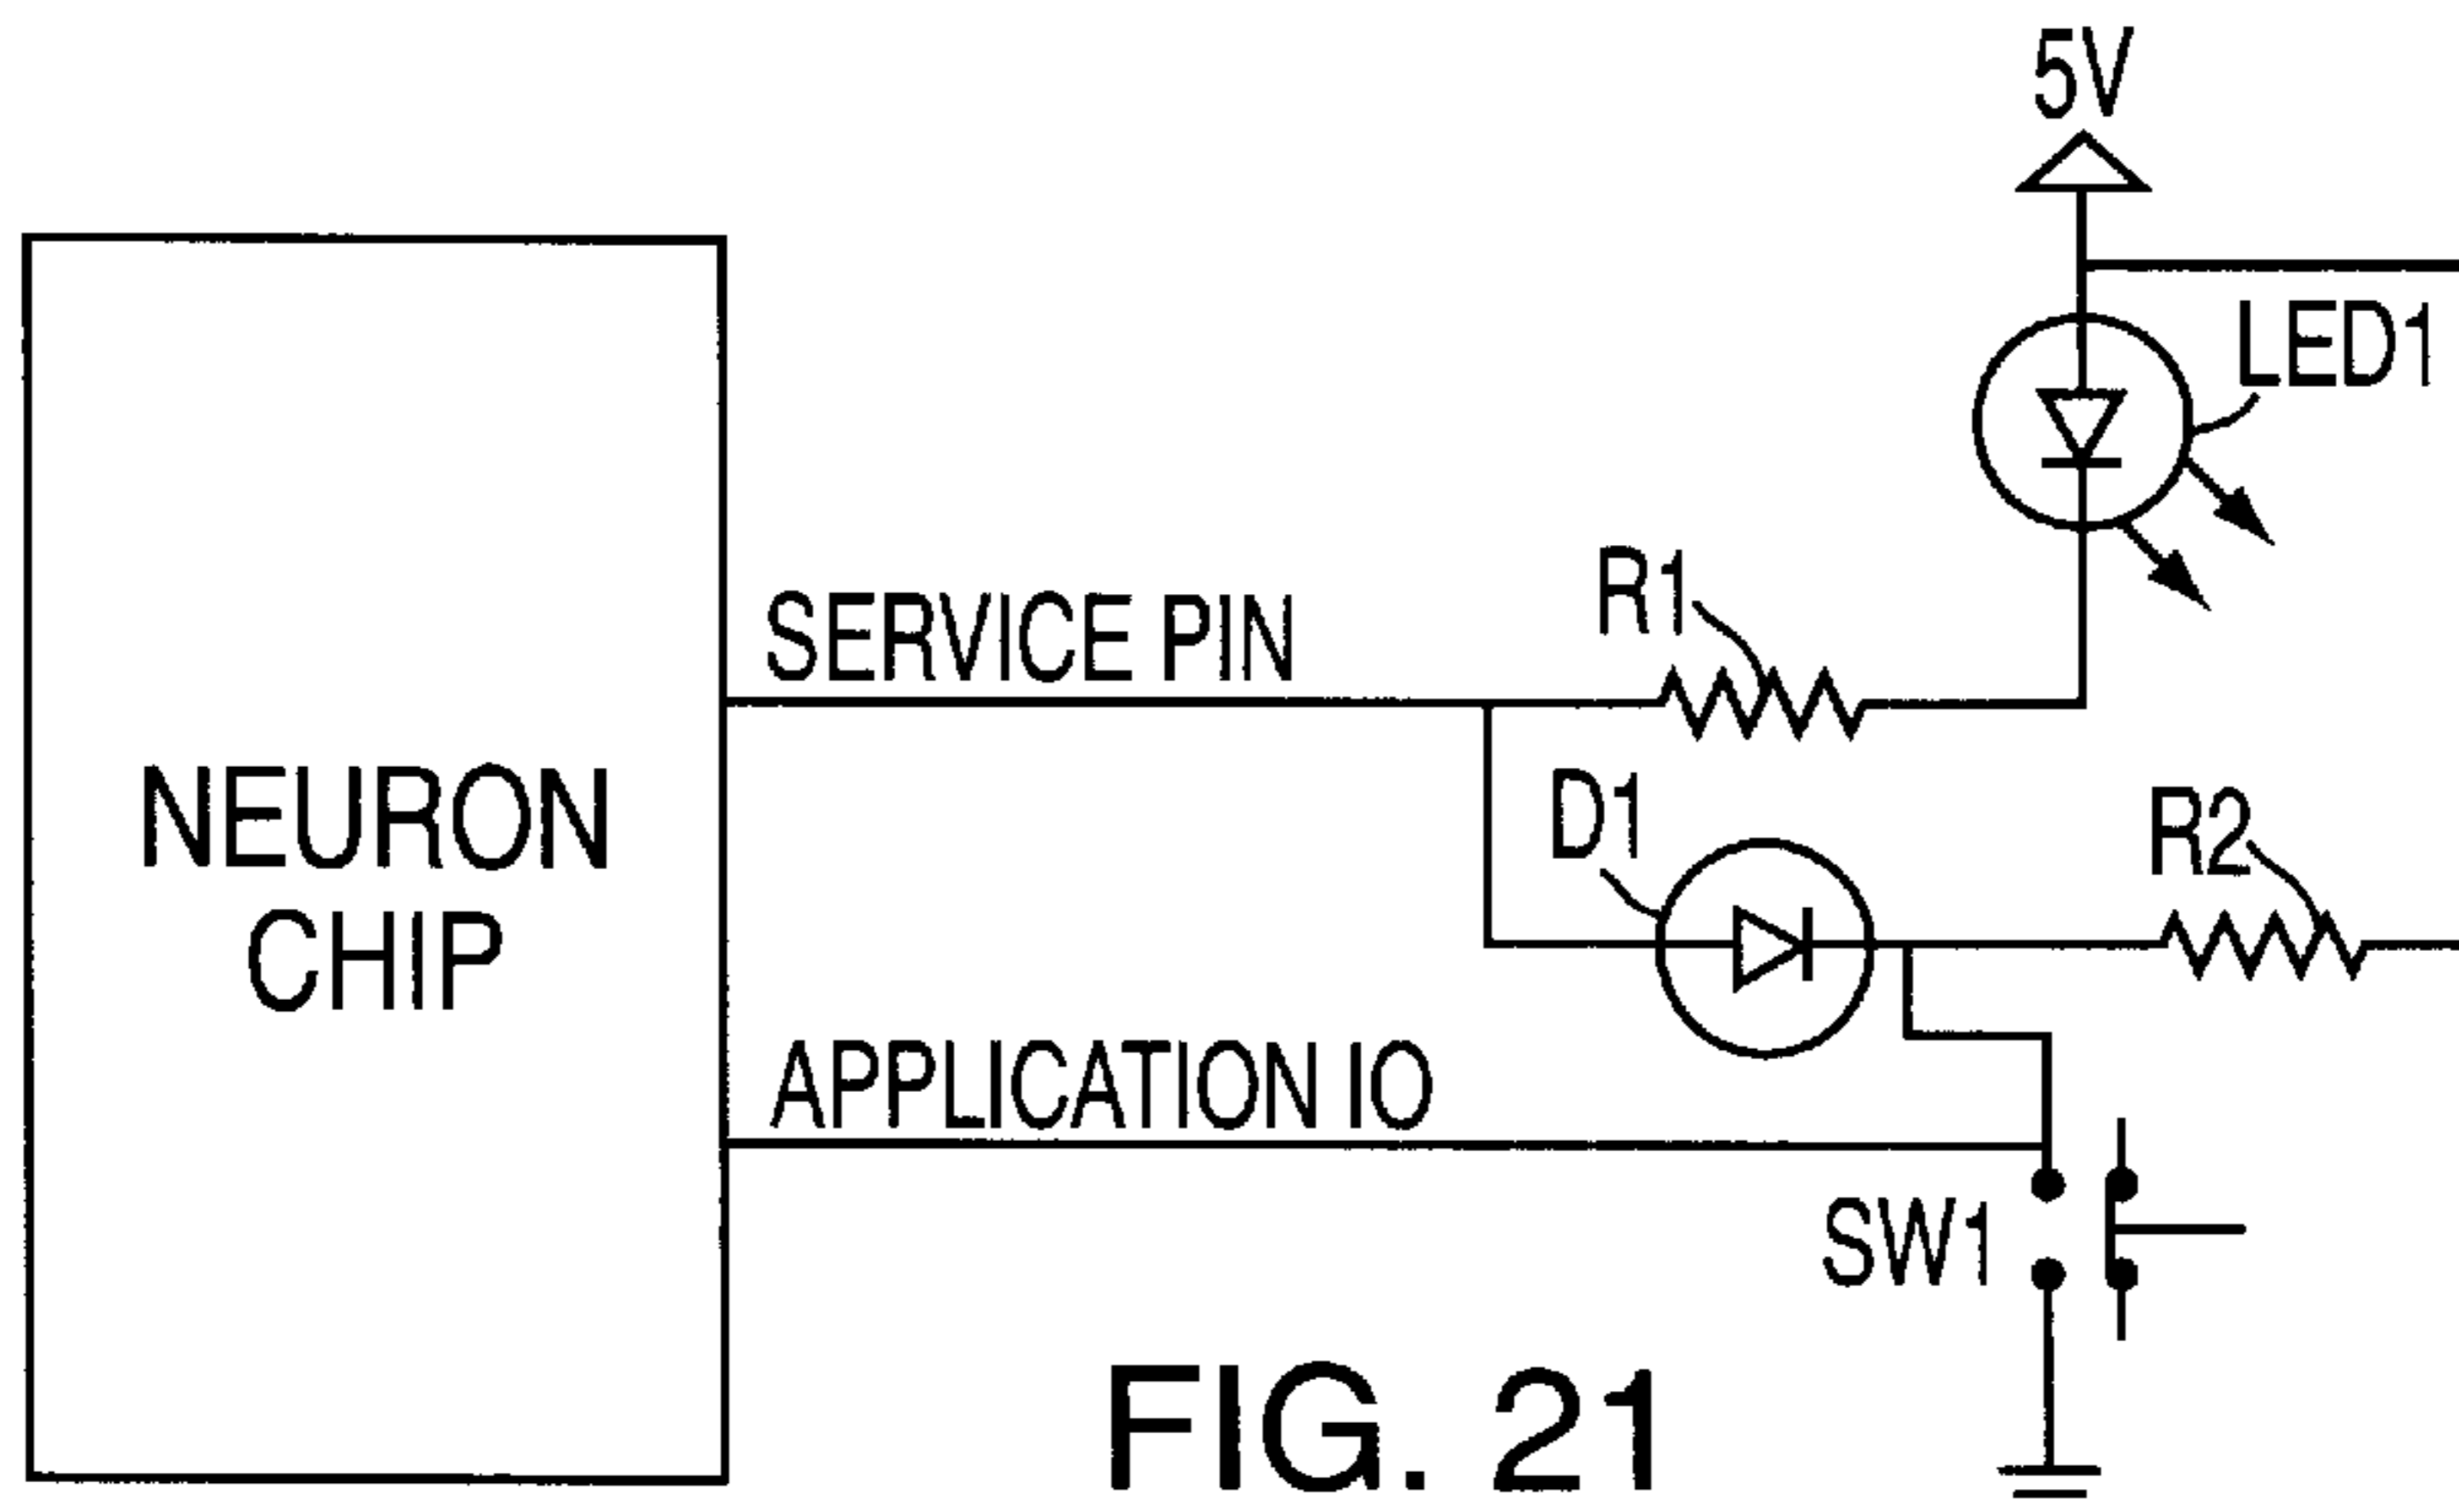 5V
LED1
R1
SERVICE PIN
D1
R2
NEURON
CHIP
APPLICATION IO
SW1
FIG. 21